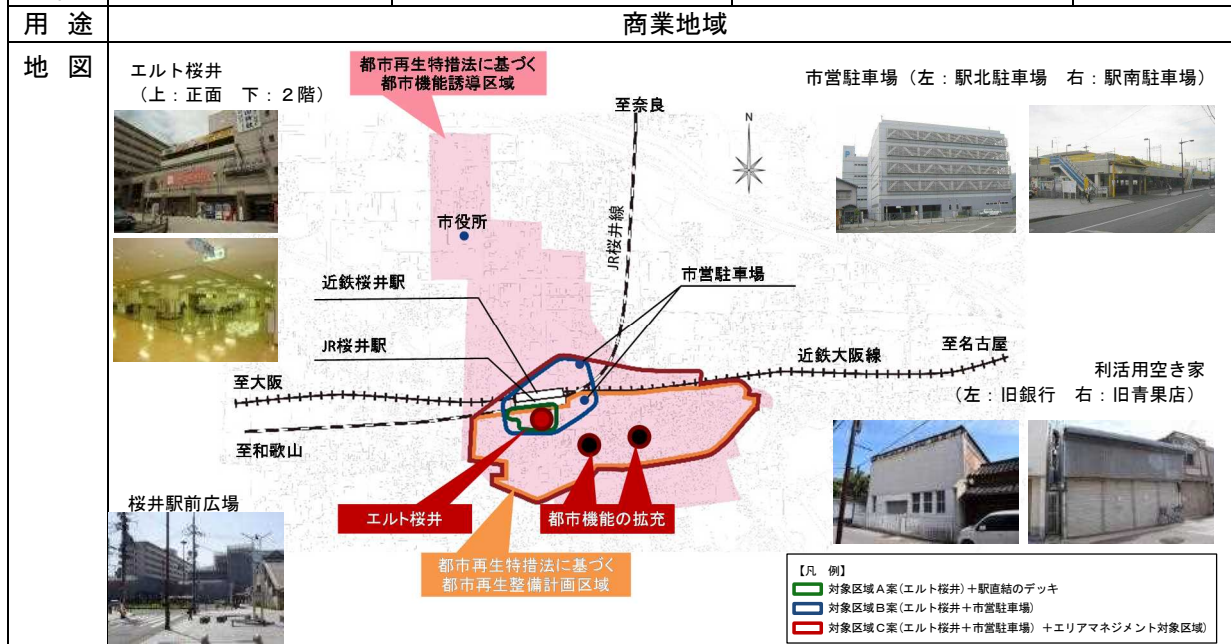 用 途
商業地域
地 図
エルト桜井
（上：正面 下：２階）
都市再生特措法に基づく
都市機能誘導区域
至奈良
市営駐車場（左：駅北駐車場 右：駅南駐車場）
N
JR桜井線
市役所
近鉄桜井駅
市営駐車場
JR桜井駅
近鉄大阪線
至名古屋
至大阪
利活用空き家
（左：旧銀行 右：旧青果店）
至和歌山
桜井駅前広場
エルト桜井
都市機能の拡充
都市再生特措法に基づく
都市再生整備計画区域
【凡 例】
対象区域Ａ案(エルト桜井)＋駅直結のデッキ
対象区域Ｂ案(エルト桜井＋市営駐車場)
対象区域Ｃ案(エルト桜井＋市営駐車場）＋エリアマネジメント対象区域)